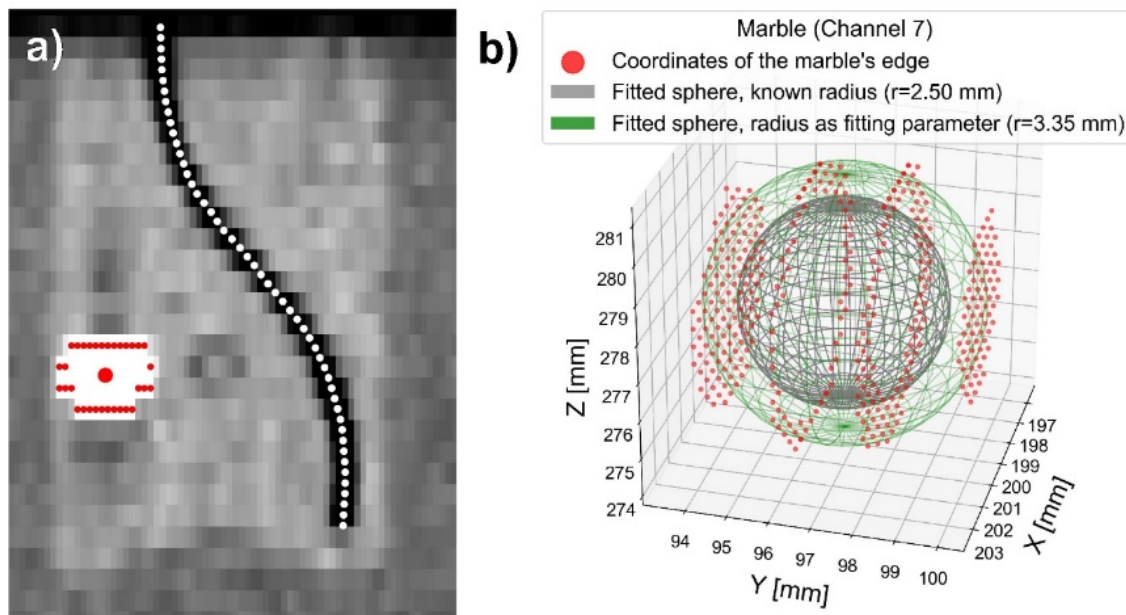 a)
b)
Marble (Channel 7)
Coordinates of the marble's edge
Fitted sphere, known radius (r=2.50 mm)
Fitted sphere, radius as fitting parameter (r=3.35 mm)
281
280
279
278
277
276
275
274
Z [mm]
94 95 96 97 98 99 100
Y [mm]
197
198
199
200
201
202
203
X [mm]